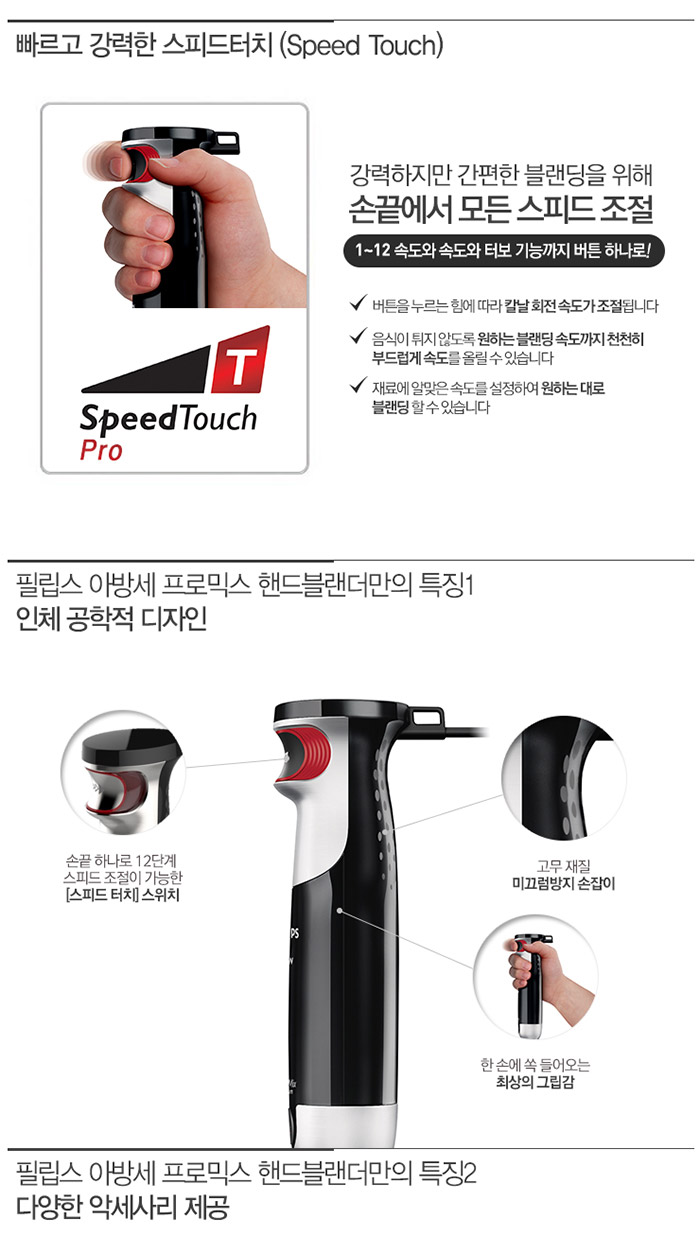 빠르고 강력한 스피드터치 (Speed Touch)
강력하지만 간편한 블랜딩을 위해
손끝에서 모든 스피드 조절
1~12 속도와 속도와 터보 기능까지 버튼 하나로!
버튼을 누르는 힘에 따라 칼날 회전 속도가 조절됩니다
음식이 튀지 않도록 원하는 블랜딩 속도까지 천천히
부드럽게 속도를 올릴 수 있습니다
재료에 알맞은 속도를 설정하여 원하는 대로
블랜딩 할 수 있습니다
T
SpeedTouch
Pro
필립스 아방세 프로믹스 핸드블랜더만의 특징1
인체 공학적 디자인
손끝 하나로 12단계
스피드 조절이 가능한
[스피드 터치] 스위치
고무 재질
미끄럼방지 손잡이
PS
한 손에 쏙 들어오는
최상의 그립감
필립스 아방세 프로믹스 핸드블랜더만의 특징2
다양한 악세사리 제공